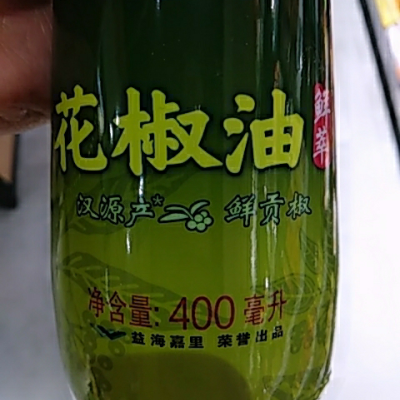 花椒油
鲜萃
汉源产* 鲜贡椒
净含量: 400毫升
益海嘉里 荣誉出品